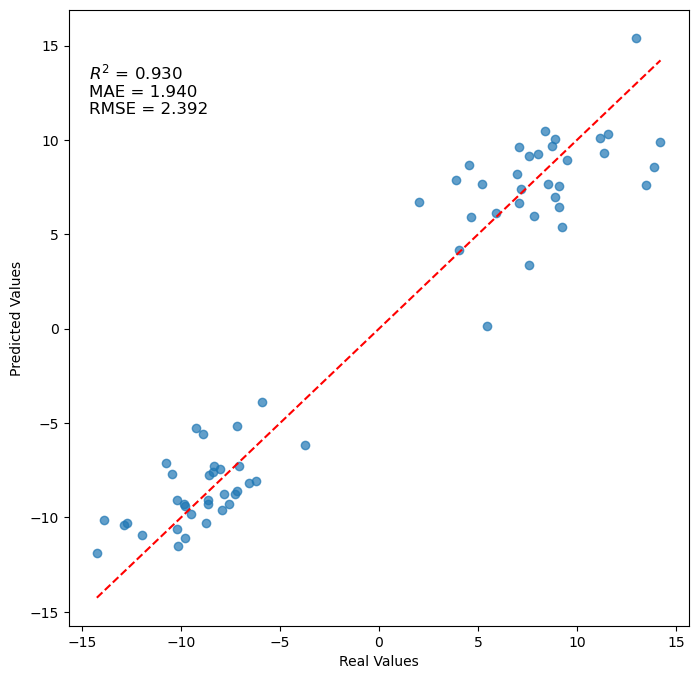 R² = 0.930
MAE = 1.940
RMSE = 2.392
15
10
5
0
−5
−10
−15
Predicted Values
−15 −10 −5 0 5 10 15
Real Values